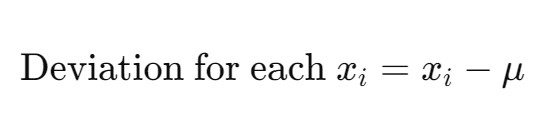 Deviation for each xᵢ = xᵢ − μ